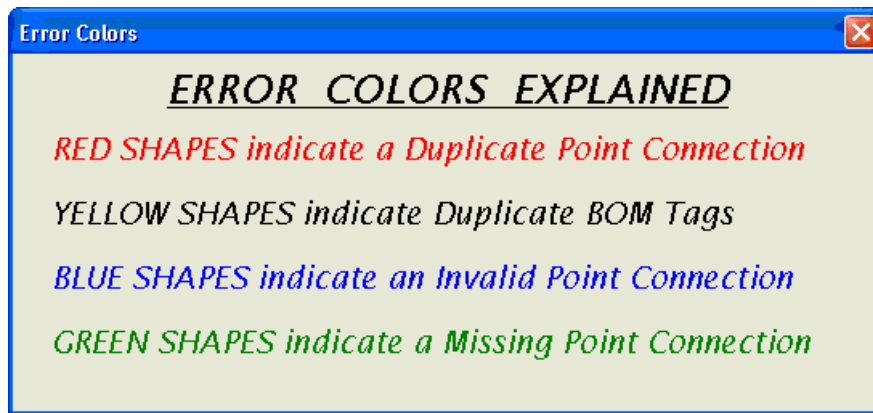 Error Colors
ERROR COLORS EXPLAINED
RED SHAPES indicate a Duplicate Point Connection
YELLOW SHAPES indicate Duplicate BOM Tags
BLUE SHAPES indicate an Invalid Point Connection
GREEN SHAPES indicate a Missing Point Connection